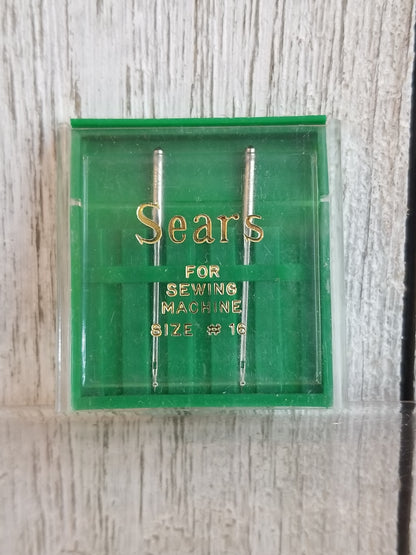 Sears
FOR
SEWING
MACHINE
SIZE # 16